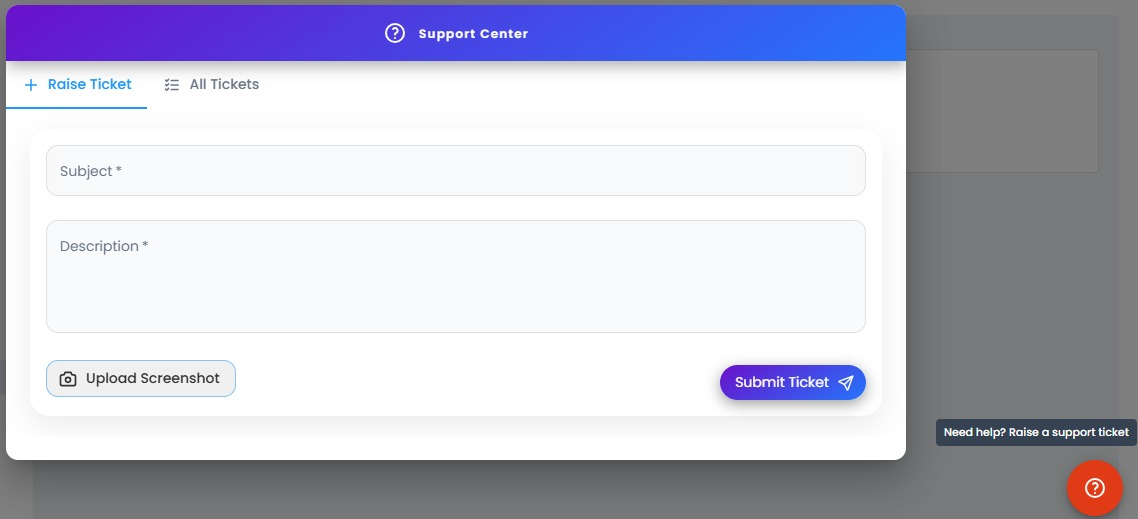 Support Center
Raise Ticket
All Tickets
Subject *
Description *
Upload Screenshot
Submit Ticket
Need help? Raise a support ticket